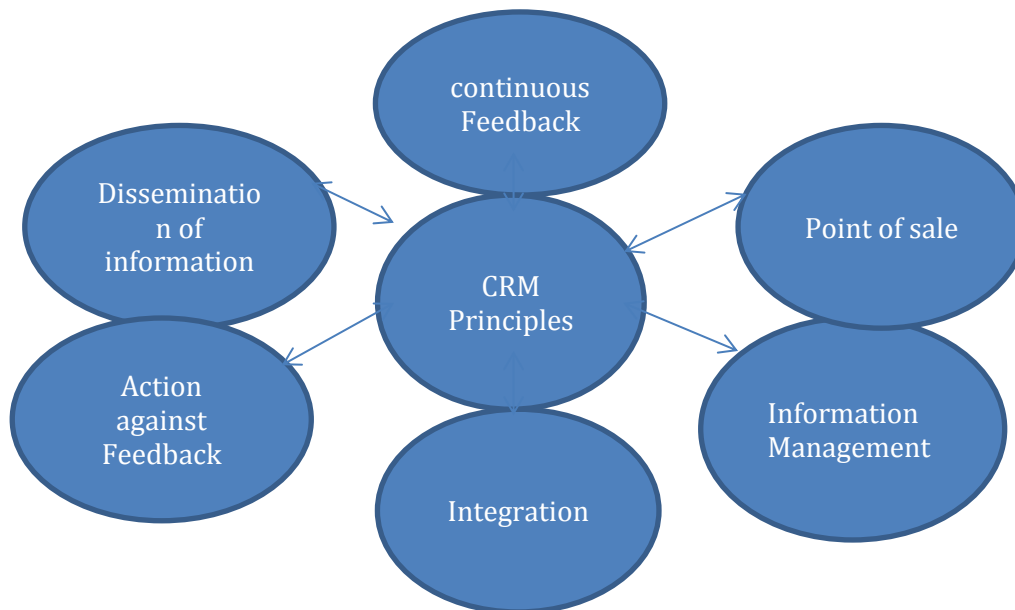 continuous
Feedback
Disseminatio
n of
information
Point of sale
CRM
Principles
Action
against
Feedback
Information
Management
Integration